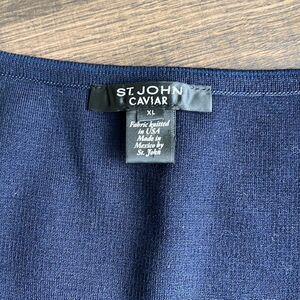 ST. JOHN
CAVIAR
XL
Fabric knitted
in USA
Made in
Mexico by
St. John